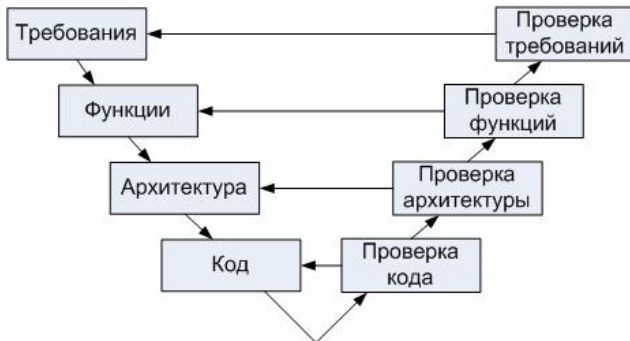 Требования
Проверка
требований
Функции
Проверка
функций
Архитектура
Проверка
архитектуры
Код
Проверка
кода